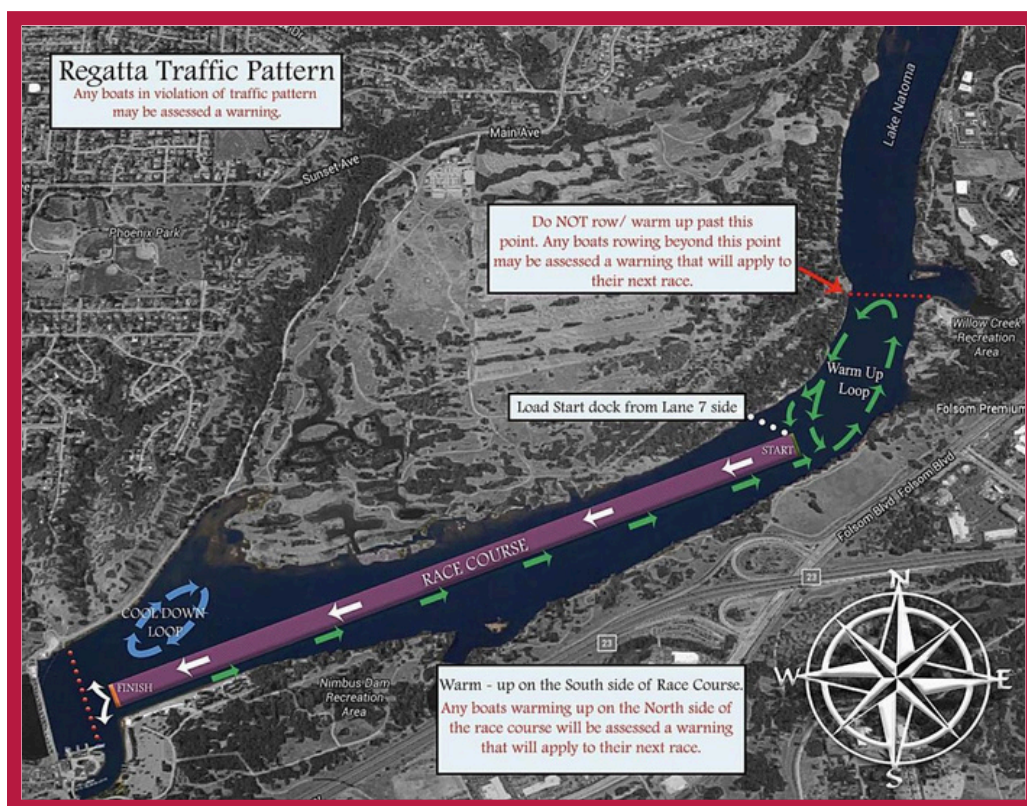 Regatta Traffic Pattern
Any boats in violation of traffic pattern
may be assessed a warning.
Main Ave
Sunset Ave
Phoenix Park
Lake Natoma
Do NOT row/ warm up past this
point. Any boats rowing beyond this point
may be assessed a warning that will apply to
their next race.
Willow Creek
Recreation
Area
Warm Up
Loop
Load Start dock from Lane 7 side
Folsom Premium
START
Folsom Blvd
Folsom Blvd
RACE COURSE
23
23
COOL DOWN
LOOP
FINISH
Nimbus Dam
Recreation
Area
Warm - up on the South side of Race Course.
Any boats warming up on the North side of
the race course will be assessed a warning
that will apply to their next race.
N
W
E
S